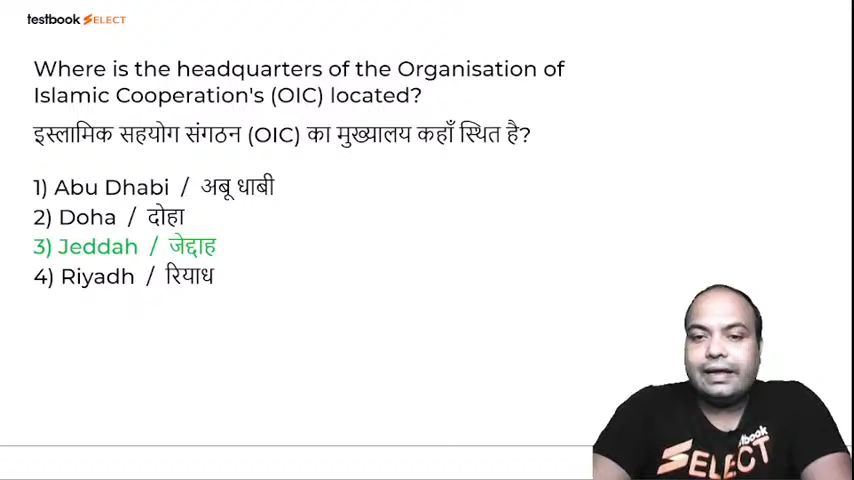 testbook SELECT
Where is the headquarters of the Organisation of
Islamic Cooperation's (OIC) located?
इस्लामिक सहयोग संगठन (OIC) का मुख्यालय कहाँ स्थित है?
1) Abu Dhabi / अबू धाबी
2) Doha / दोहा
3) Jeddah / जेद्दाह
4) Riyadh / रियाध
testbook
SELECT